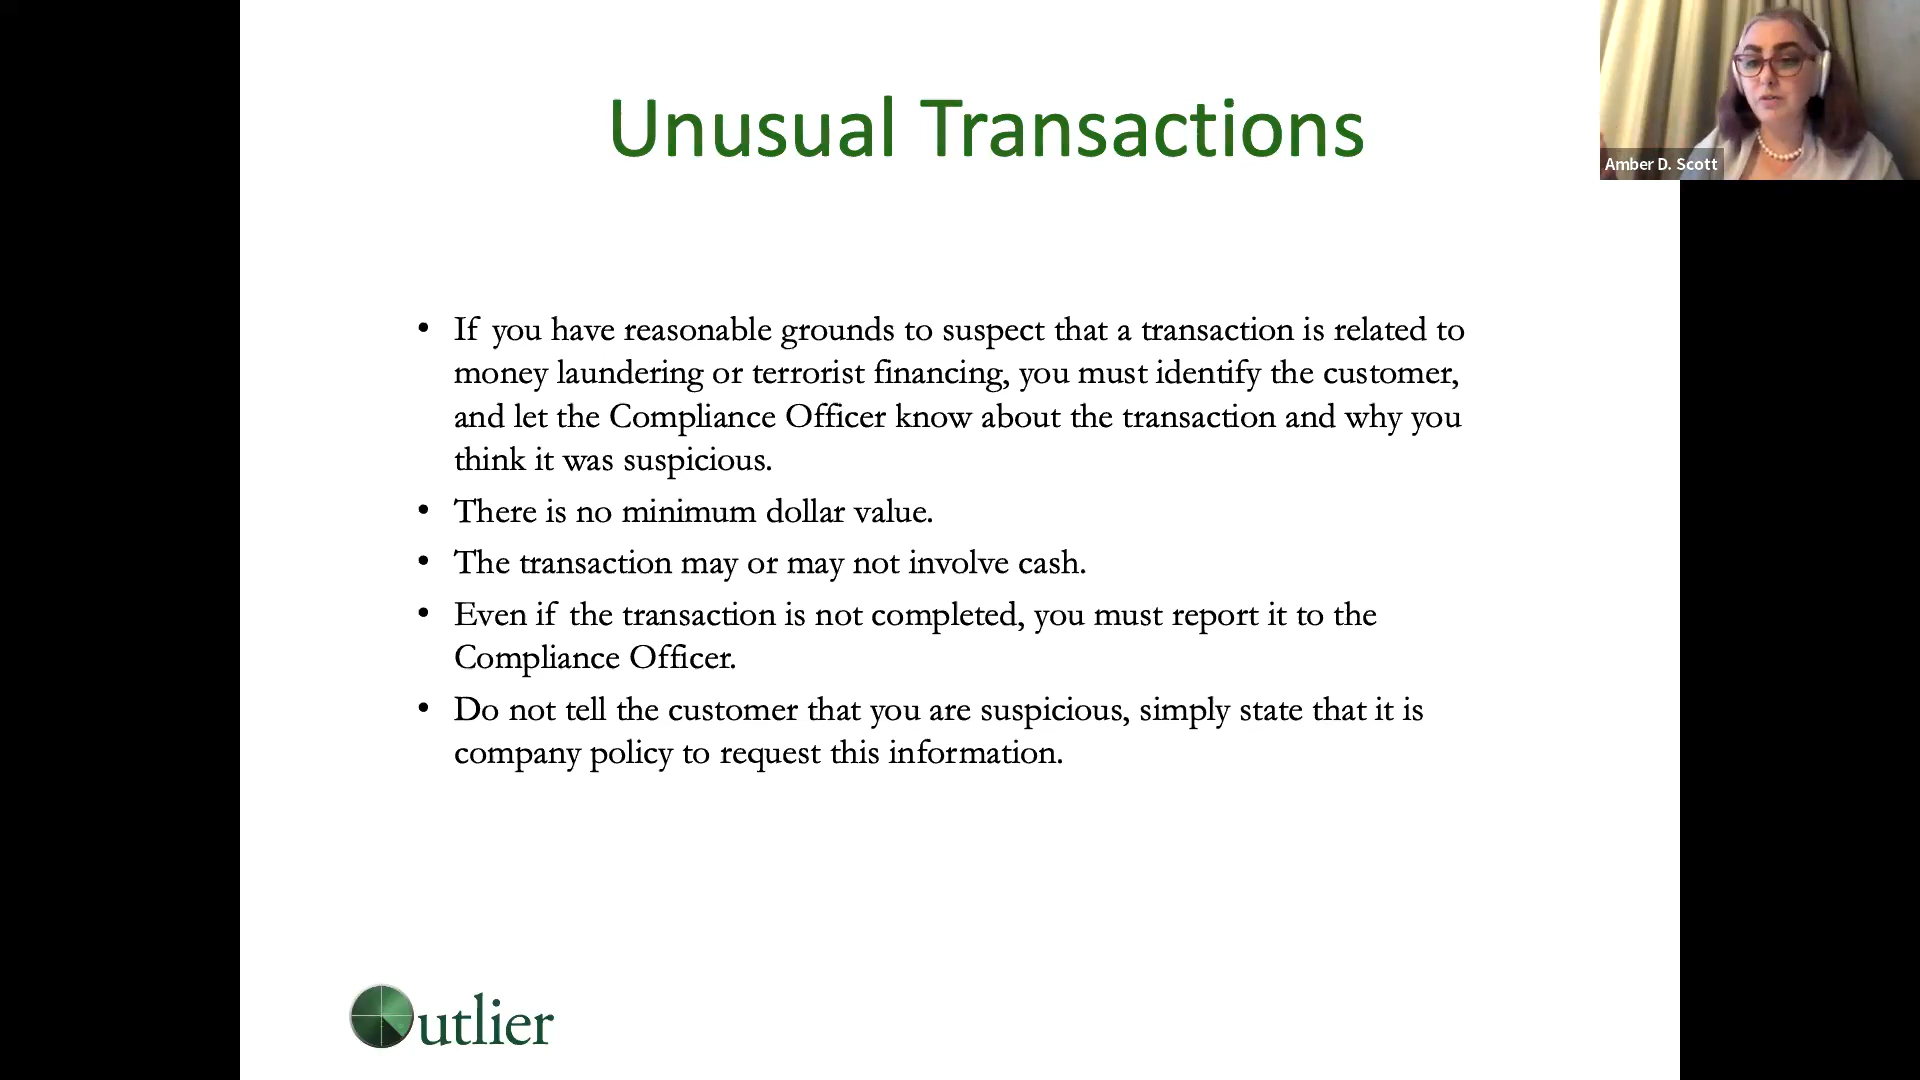 Unusual Transactions
Amber D. Scott
• If you have reasonable grounds to suspect that a transaction is related to
money laundering or terrorist financing, you must identify the customer,
and let the Compliance Officer know about the transaction and why you
think it was suspicious.
• There is no minimum dollar value.
• The transaction may or may not involve cash.
• Even if the transaction is not completed, you must report it to the
Compliance Officer.
• Do not tell the customer that you are suspicious, simply state that it is
company policy to request this information.
Outlier